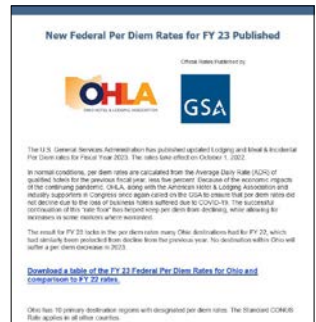 New Federal Per Diem Rates for FY 23 Published
Official Rates Published by
OHLA
OHIO HOTEL & LODGING ASSOCIATION
GSA
The U.S. General Services Administration has published updated Lodging and Meal & Incidental
Per Diem rates for Fiscal Year 2023. The rates take effect on October 1, 2022.
In normal conditions, per diem rates are calculated from the Average Daily Rate (ADR) of
qualified hotels for the previous fiscal year, less five percent. Because of the economic impacts
of the continuing pandemic, OHLA, along with the American Hotel & Lodging Association and
industry supporters in Congress once again called on the GSA to ensure that per diem rates did
not decline due to the loss of business hotels suffered due to COVID-19. The successful
continuation of this "rate floor" has helped keep per diem from declining, while allowing for
increases in some markets where warranted.
The result for FY 23 locks in the per diem rates many Ohio destinations had for FY 22, which
had similarly been protected from decline from the previous year. No destination within Ohio will
suffer a per diem decrease in 2023.
Download a table of the FY 23 Federal Per Diem Rates for Ohio and
comparison to FY 22 rates.
Ohio has 10 primary destination regions with designated per diem rates. The Standard CONUS
Rate applies in all other counties.